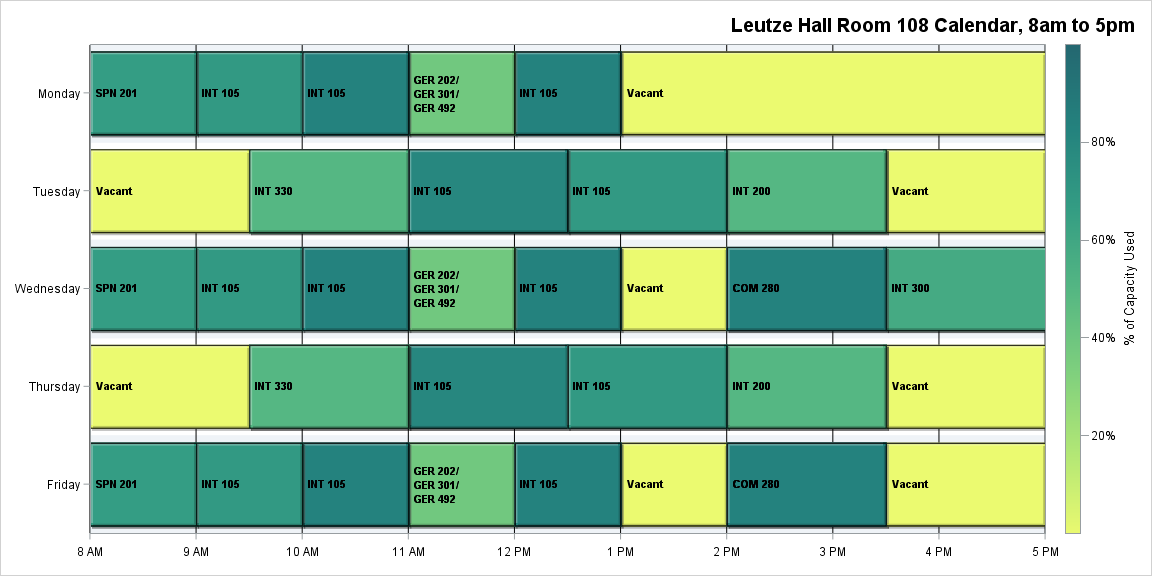 Leutze Hall Room 108 Calendar, 8am to 5pm
Monday
SPN 201
INT 105
INT 105
GER 202/
GER 301/
GER 492
INT 105
Vacant
Tuesday
Vacant
INT 330
INT 105
INT 105
INT 200
Vacant
Wednesday
SPN 201
INT 105
INT 105
GER 202/
GER 301/
GER 492
INT 105
Vacant
COM 280
INT 300
Thursday
Vacant
INT 330
INT 105
INT 105
INT 200
Vacant
Friday
SPN 201
INT 105
INT 105
GER 202/
GER 301/
GER 492
INT 105
Vacant
COM 280
Vacant
8 AM
9 AM
10 AM
11 AM
12 PM
1 PM
2 PM
3 PM
4 PM
5 PM
80%
60%
40%
20%
% of Capacity Used